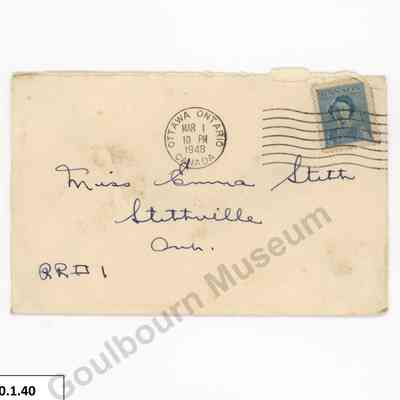 OTTAWA ONTARIO
MAR 1
10 PM
1948
CANADA
Miss Emma Steth
Stittsville
Ont.
RR#1
Goulbourn Museum
0.1.40